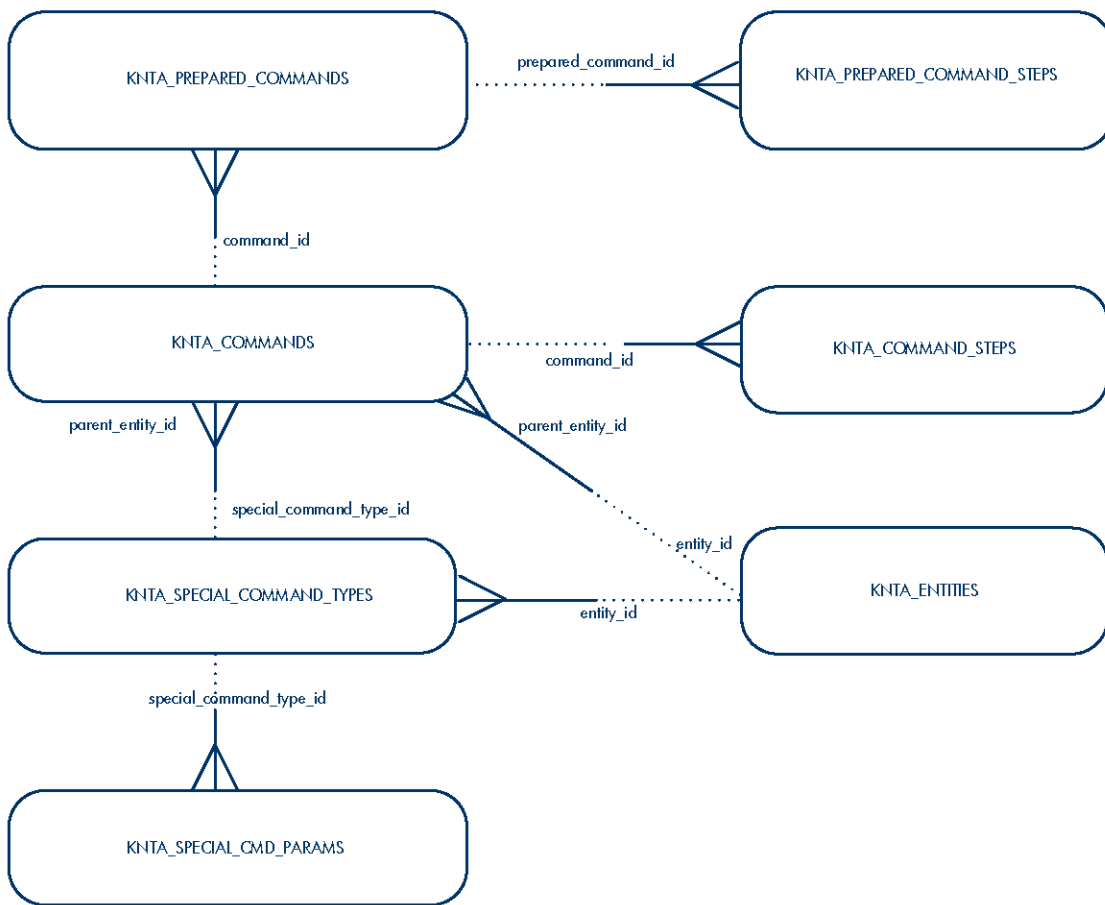 KNTA_PREPARED_COMMANDS
prepared_command_id
KNTA_PREPARED_COMMAND_STEPS
command_id
KNTA_COMMANDS
command_id
KNTA_COMMAND_STEPS
parent_entity_id
parent_entity_id
special_command_type_id
entity_id
KNTA_SPECIAL_COMMAND_TYPES
entity_id
KNTA_ENTITIES
special_command_type_id
KNTA_SPECIAL_CMD_PARAMS